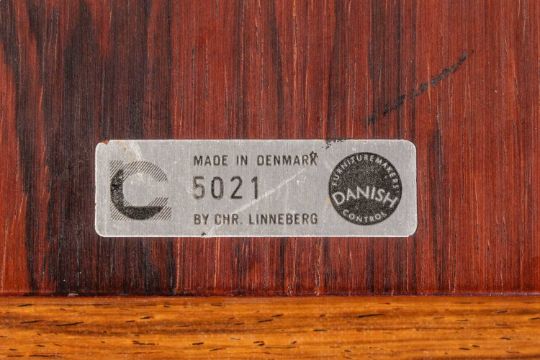 MADE IN DENMARK
5021
BY CHR. LINNEBERG
FURNITUREMAKERS'
DANISH
CONTROL